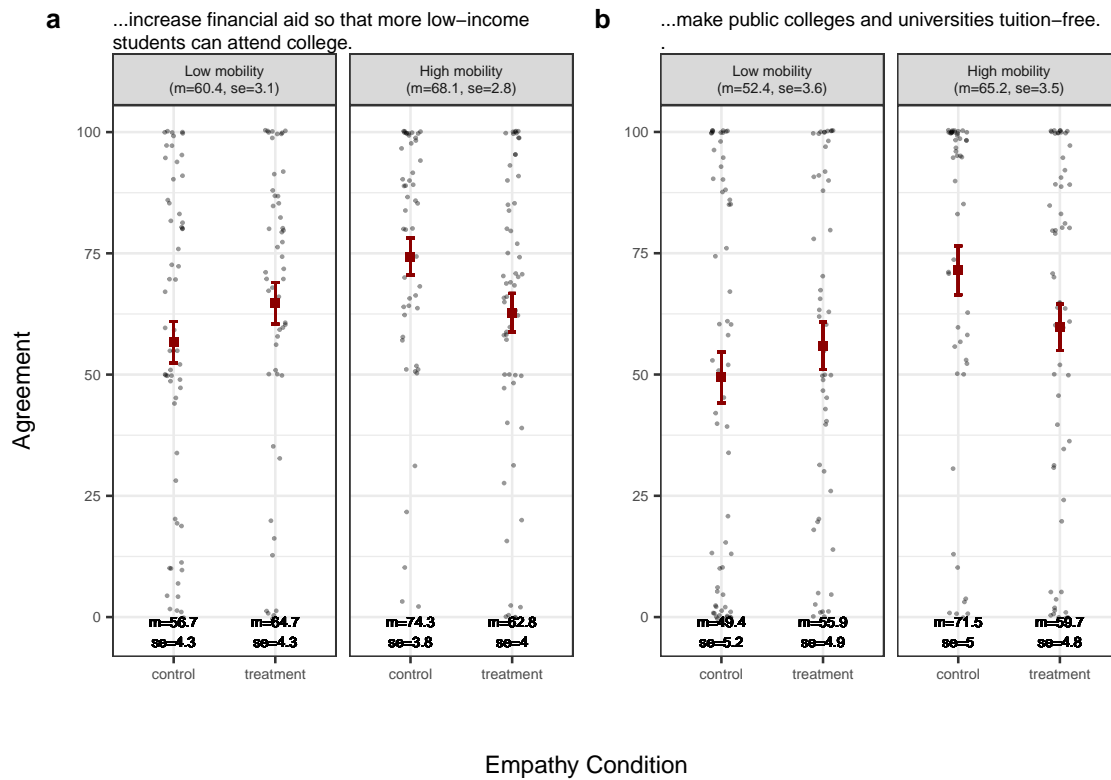 a
...increase financial aid so that more low−income
students can attend college.
b
...make public colleges and universities tuition−free.
.
Low mobility
(m=60.4, se=3.1)
High mobility
(m=68.1, se=2.8)
Low mobility
(m=52.4, se=3.6)
High mobility
(m=65.2, se=3.5)
Agreement
100
75
50
25
0
m=56.7
se=4.3
m=64.7
se=4.3
m=74.3
se=3.8
m=62.8
se=4
control
treatment
control
treatment
100
75
50
25
0
m=49.4
se=5.2
m=55.9
se=4.9
m=71.5
se=5
m=59.7
se=4.8
control
treatment
control
treatment
Empathy Condition